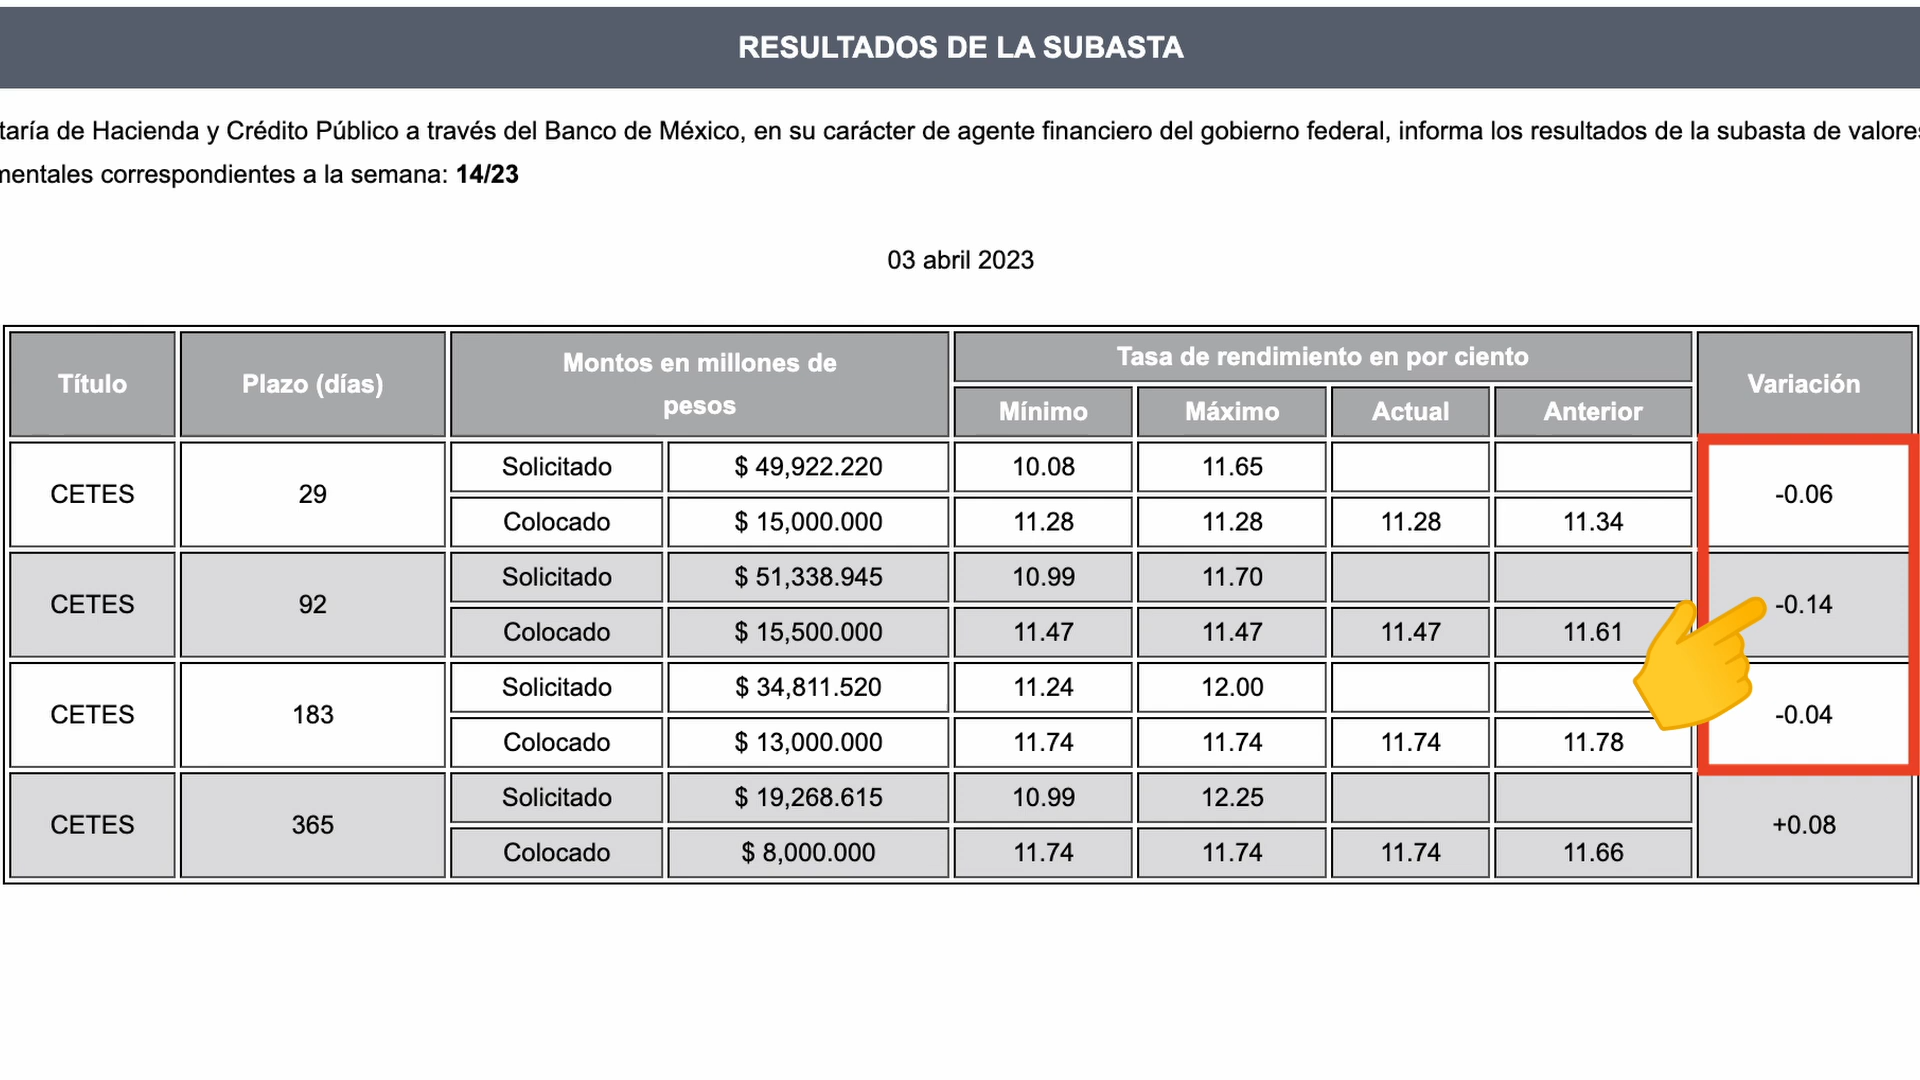 RESULTADOS DE LA SUBASTA
taría de Hacienda y Crédito Público a través del Banco de México, en su carácter de agente financiero del gobierno federal, informa los resultados de la subasta de valores
mentales correspondientes a la semana: 14/23
03 abril 2023
Título Plazo (días) Montos en millones de pesos Tasa de rendimiento en por ciento Variación
Mínimo Máximo Actual Anterior
CETES 29 Solicitado $ 49,922.220 10.08 11.65 -0.06
Colocado $ 15,000.000 11.28 11.28 11.28 11.34
CETES 92 Solicitado $ 51,338.945 10.99 11.70 -0.14
Colocado $ 15,500.000 11.47 11.47 11.47 11.61
CETES 183 Solicitado $ 34,811.520 11.24 12.00 -0.04
Colocado $ 13,000.000 11.74 11.74 11.74 11.78
CETES 365 Solicitado $ 19,268.615 10.99 12.25 +0.08
Colocado $ 8,000.000 11.74 11.74 11.74 11.66